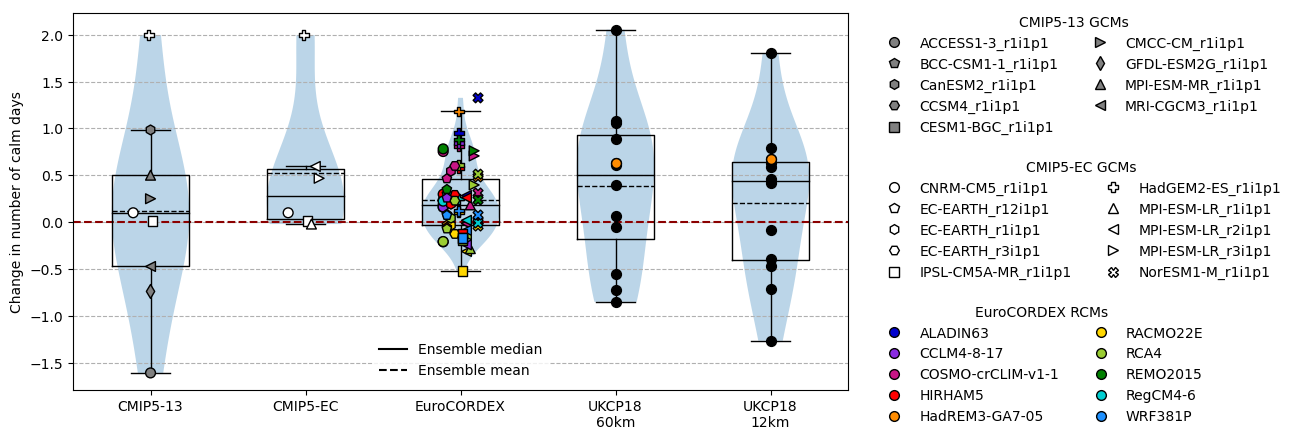 Change in number of calm days
2.0
1.5
1.0
0.5
0.0
−0.5
−1.0
−1.5
Ensemble median
Ensemble mean
CMIP5-13
CMIP5-EC
EuroCORDEX
UKCP18
60km
UKCP18
12km
CMIP5-13 GCMs
ACCESS1-3_r1i1p1
BCC-CSM1-1_r1i1p1
CanESM2_r1i1p1
CCSM4_r1i1p1
CESM1-BGC_r1i1p1
CMCC-CM_r1i1p1
GFDL-ESM2G_r1i1p1
MPI-ESM-MR_r1i1p1
MRI-CGCM3_r1i1p1
CMIP5-EC GCMs
CNRM-CM5_r1i1p1
EC-EARTH_r12i1p1
EC-EARTH_r1i1p1
EC-EARTH_r3i1p1
IPSL-CM5A-MR_r1i1p1
HadGEM2-ES_r1i1p1
MPI-ESM-LR_r1i1p1
MPI-ESM-LR_r2i1p1
MPI-ESM-LR_r3i1p1
NorESM1-M_r1i1p1
EuroCORDEX RCMs
ALADIN63
CCLM4-8-17
COSMO-crCLIM-v1-1
HIRHAM5
HadREM3-GA7-05
RACMO22E
RCA4
REMO2015
RegCM4-6
WRF381P